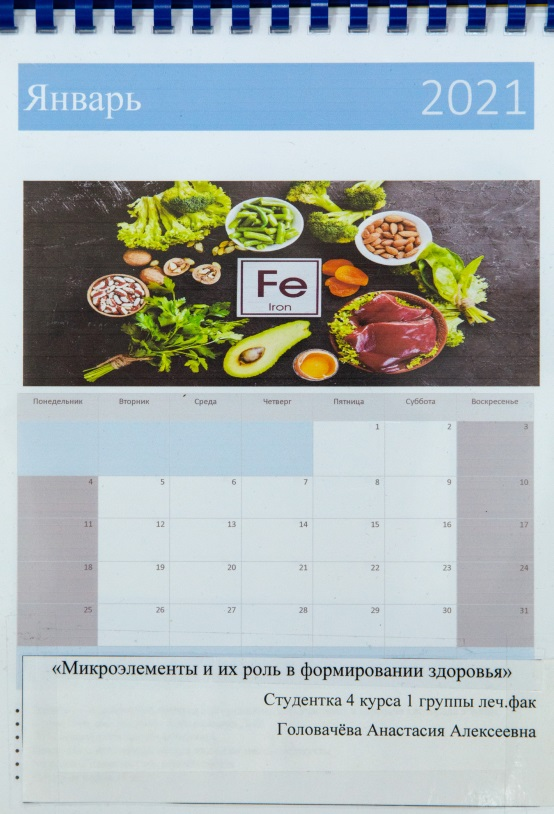 Январь 2021
Fe
Iron
Понедельник Вторник Среда Четверг Пятница Суббота Воскресенье
1 2 3
4 5 6 7 8 9 10
11 12 13 14 15 16 17
18 19 20 21 22 23 24
25 26 27 28 29 30 31
«Микроэлементы и их роль в формировании здоровья»
Студентка 4 курса 1 группы леч.фак
Головачёва Анастасия Алексеевна